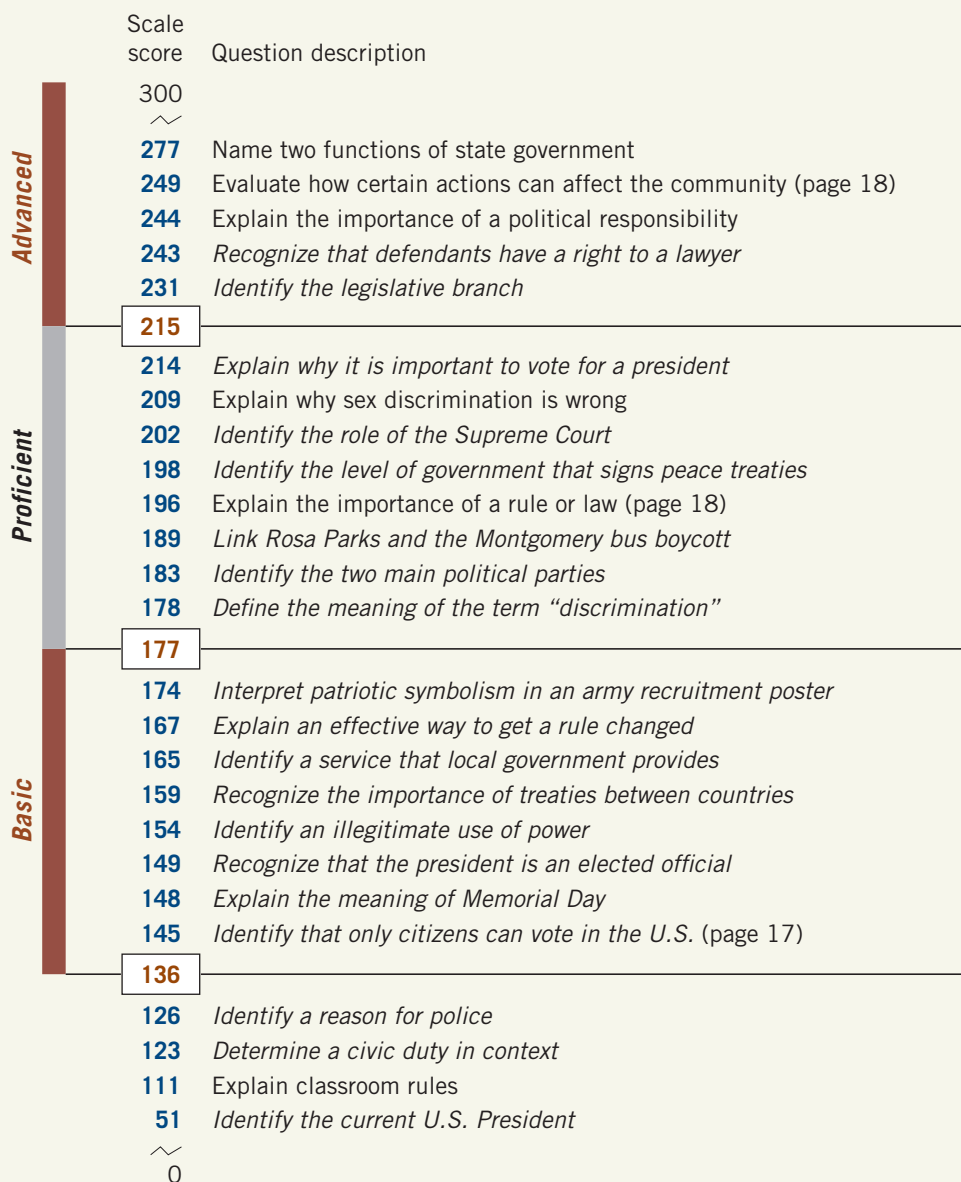 Scale
score Question description
300
277 Name two functions of state government
249 Evaluate how certain actions can affect the community (page 18)
244 Explain the importance of a political responsibility
243 Recognize that defendants have a right to a lawyer
231 Identify the legislative branch
Advanced
215
214 Explain why it is important to vote for a president
209 Explain why sex discrimination is wrong
202 Identify the role of the Supreme Court
198 Identify the level of government that signs peace treaties
196 Explain the importance of a rule or law (page 18)
189 Link Rosa Parks and the Montgomery bus boycott
183 Identify the two main political parties
178 Define the meaning of the term “discrimination”
Proficient
177
174 Interpret patriotic symbolism in an army recruitment poster
167 Explain an effective way to get a rule changed
165 Identify a service that local government provides
159 Recognize the importance of treaties between countries
154 Identify an illegitimate use of power
149 Recognize that the president is an elected official
148 Explain the meaning of Memorial Day
145 Identify that only citizens can vote in the U.S. (page 17)
Basic
136
126 Identify a reason for police
123 Determine a civic duty in context
111 Explain classroom rules
51 Identify the current U.S. President
0